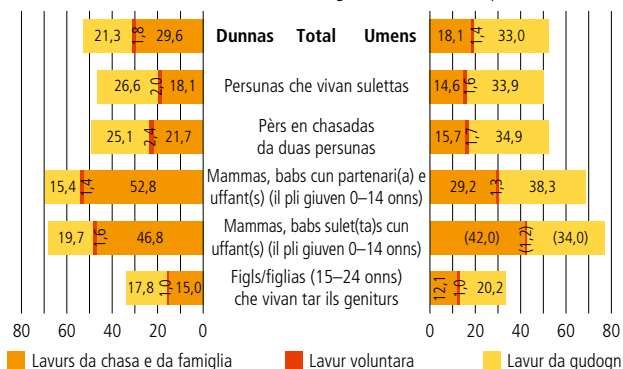 21,3 1,8 29,6 Dunnas Total Umens 18,1 1,4 33,0
26,6 2,0 18,1 Persunas che vivan sulettas 14,6 1,6 33,9
25,1 2,4 21,7 Pèrs en chasadas da duas persunas 15,7 1,7 34,9
15,4 1,4 52,8 Mammas, babs cun partenari(a) e uffant(s) (il pli giuven 0–14 onns) 29,2 1,3 38,3
19,7 1,6 46,8 Mammas, babs sulet(ta)s cun uffant(s) (il pli giuven 0–14 onns) (42,0) (1,2) (34,0)
17,8 1,0 15,0 Figls/figlias (15–24 onns) che vivan tar ils geniturs 12,1 1,0 20,2
80 60 40 20 0 0 20 40 60 80
Lavurs da chasa e da famiglia Lavur voluntara Lavur da gudogn